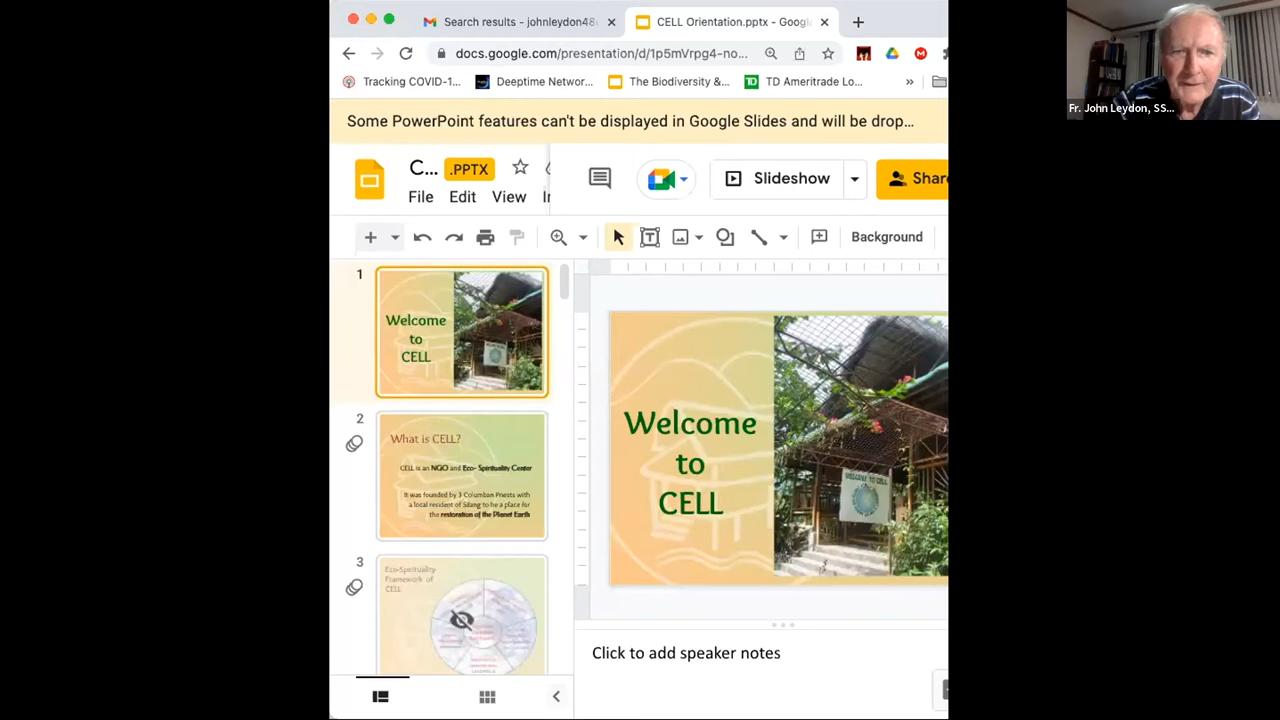 Search results - johnleydon48
CELL Orientation.pptx - Googl
docs.google.com/presentation/d/1p5mVrpg4-no...
Tracking COVID-1...
Deeptime Networ...
The Biodiversity &...
TD Ameritrade Lo...
Fr. John Leydon, SS...
Some PowerPoint features can't be displayed in Google Slides and will be drop...
C...
.PPTX
Slideshow
Share
File
Edit
View
In
Background
1
Welcome
to
CELL
2
What is CELL?
CELL is an NGO and Eco- Spirituality Center
It was founded by 3 Columban Priests with
a local resident of Silang to be a place for
the restoration of the Planet Earth
3
Eco-Spirituality
Framework of
CELL
Welcome
to
CELL
WELCOME TO CELL
Click to add speaker notes